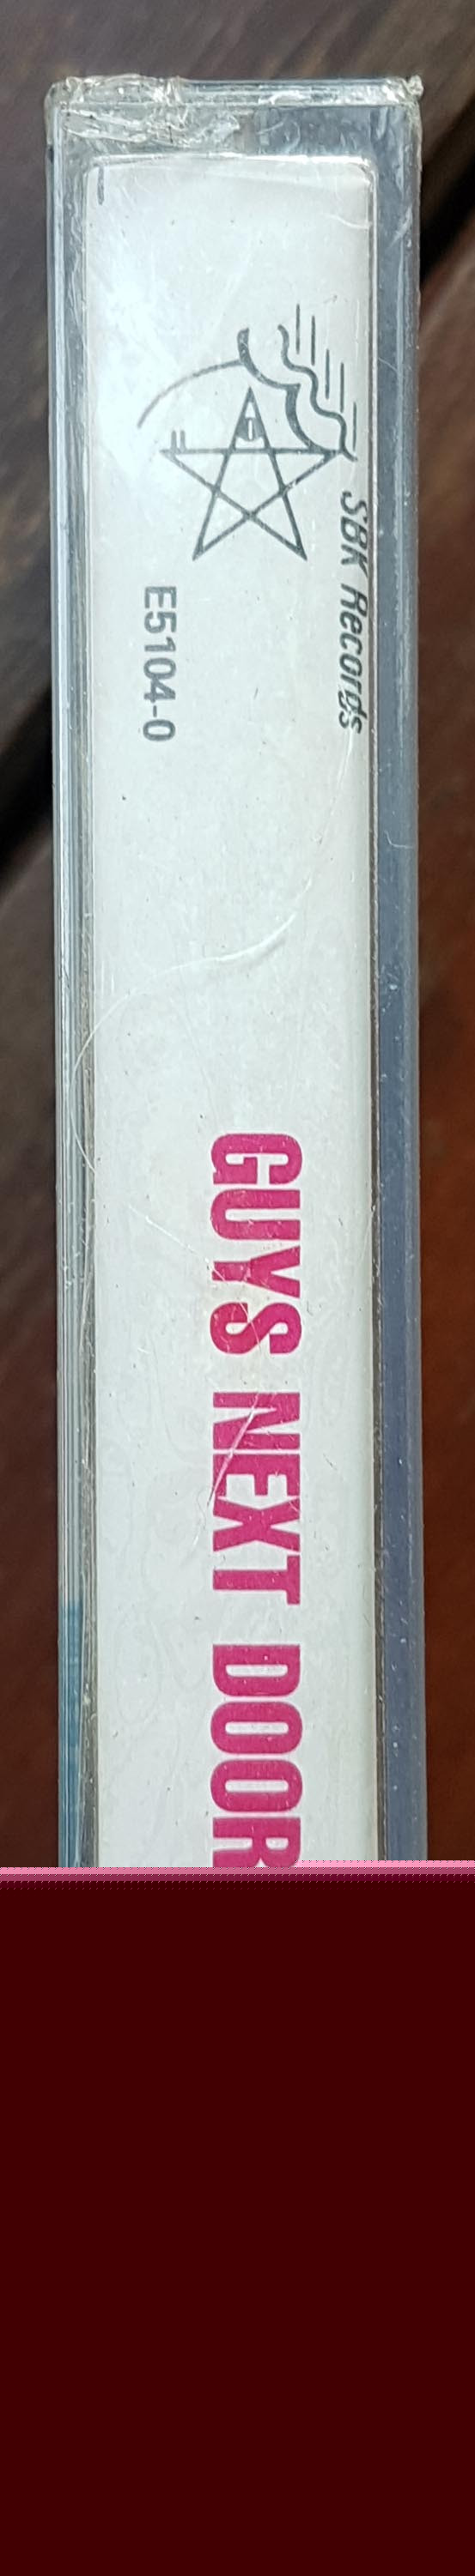 SBK Records
E5104-0
GUYS NEXT DOOR